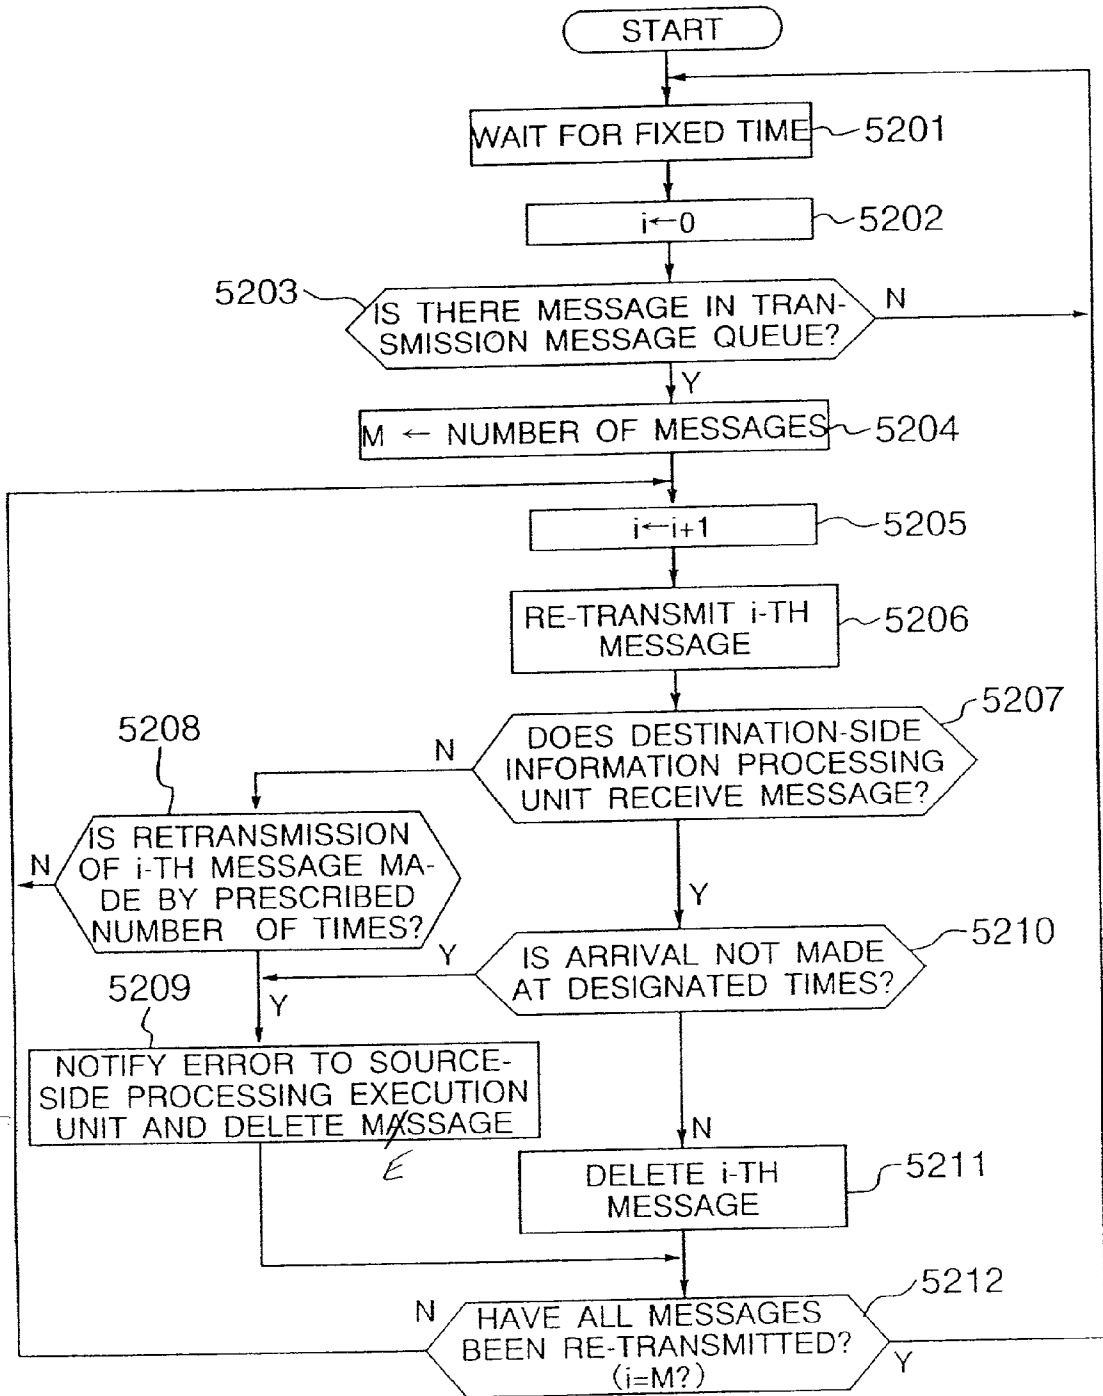 START
WAIT FOR FIXED TIME
5201
i←0
5202
5203
IS THERE MESSAGE IN TRAN-
SMISSION MESSAGE QUEUE?
N
Y
M ← NUMBER OF MESSAGES
5204
i←i+1
5205
RE-TRANSMIT i-TH
MESSAGE
5206
5207
DOES DESTINATION-SIDE
INFORMATION PROCESSING
UNIT RECEIVE MESSAGE?
N
Y
5208
IS RETRANSMISSION
OF i-TH MESSAGE MA-
DE BY PRESCRIBED
NUMBER OF TIMES?
N
Y
5210
IS ARRIVAL NOT MADE
AT DESIGNATED TIMES?
Y
N
5209
NOTIFY ERROR TO SOURCE-
SIDE PROCESSING EXECUTION
UNIT AND DELETE MASSAGE
E
DELETE i-TH
MESSAGE
5211
5212
HAVE ALL MESSAGES
BEEN RE-TRANSMITTED?
(i=M?)
N
Y